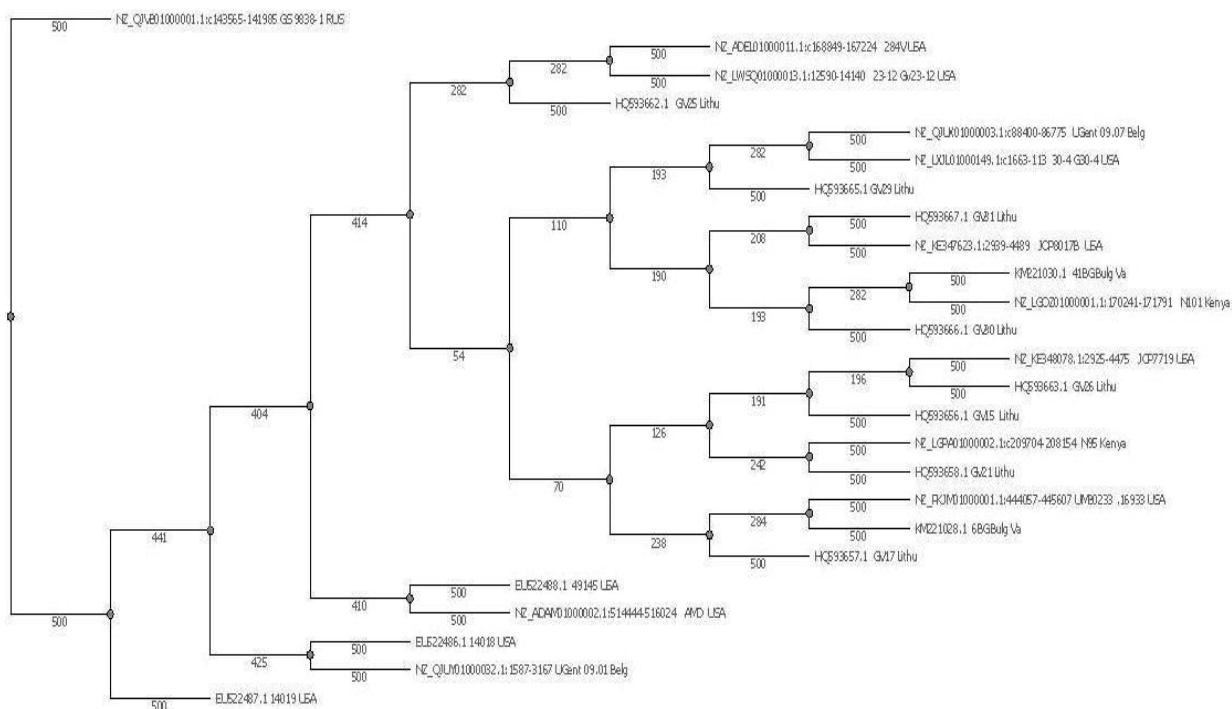 NZ_QJVB01000001.1:c143565-141985 GS 9838-1 RUS
500
NZ_ADEL01000011.1:c168849-167224 284V USA
500
282
NZ_LWSQ01000013.1:12590-14140 23-12 Gv23-12 USA
500
282
HQ593662.1 GV25 Lithu
500
NZ_QJUK01000003.1:c88400-86775 UGent 09.07 Belg
500
282
NZ_LXJL01000149.1:c1663-113 30-4 G30-4 USA
500
193
HQ593665.1 GV29 Lithu
500
414
110
HQ593667.1 GV31 Lithu
500
208
NZ_KE347623.1:2939-4489 JCP8017B USA
500
190
KM221030.1 41BGBulg Va
500
282
NZ_LGOZ01000001.1:170241-171791 N101 Kenya
500
193
HQ593666.1 GV30 Lithu
500
54
NZ_KE348078.1:2925-4475 JCP7719 USA
500
196
HQ593663.1 GV26 Lithu
500
191
HQ593656.1 GV15 Lithu
500
404
126
NZ_LGPA01000002.1:c209704-208154 N95 Kenya
500
242
HQ593658.1 GV21 Lithu
500
70
NZ_PKJM01000001.1:444057-445607 UMB0233 .16933 USA
500
284
KM221028.1 6BGBulg Va
500
238
HQ593657.1 GV17 Lithu
500
441
EU522488.1 49145 USA
500
410
NZ_ADAM01000002.1:514444-516024 AMD USA
500
500
EU522486.1 14018 USA
500
425
NZ_QJUY01000032.1:1587-3167 UGent 09.01 Belg
500
EU522487.1 14019 USA
500